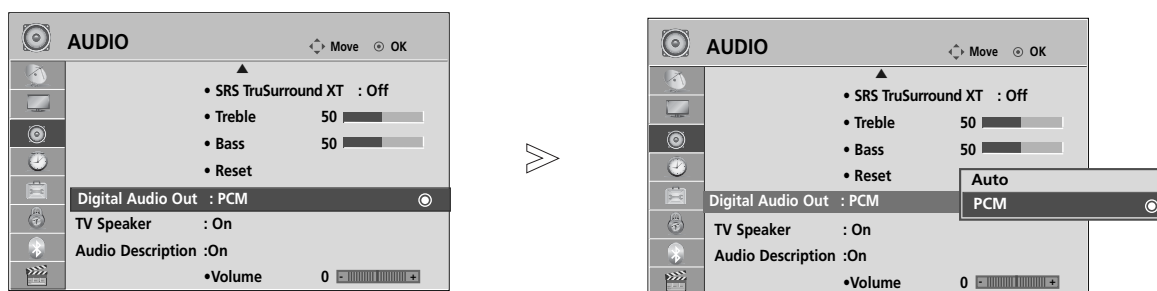 AUDIO
Move ⊙ OK
▲
• SRS TruSurround XT : Off
• Treble 50
• Bass 50
• Reset
Digital Audio Out : PCM
TV Speaker : On
Audio Description :On
•Volume 0 - +
>
AUDIO
Move ⊙ OK
▲
• SRS TruSurround XT : Off
• Treble 50
• Bass 50
• Reset
Auto
Digital Audio Out : PCM
PCM
TV Speaker : On
Audio Description :On
•Volume 0 - +